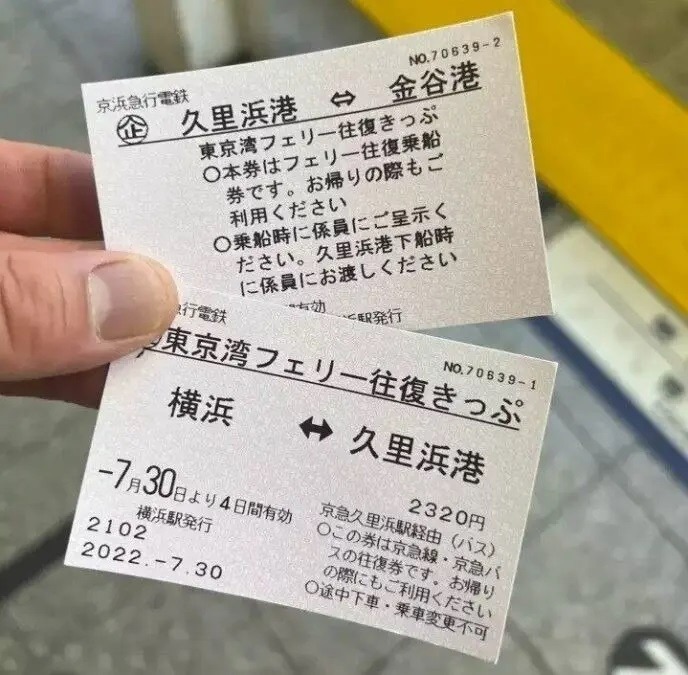 NO.70639-2
京浜急行電鉄
企 久里浜港 ⇔ 金谷港
東京湾フェリー往復きっぷ
○本券はフェリー往復乗船
券です。お帰りの際もご
利用ください
○乗船時に係員にご呈示く
ださい。久里浜港下船時
に係員にお渡しください
間有効
浜駅発行
急行電鉄
NO.70639-1
東京湾フェリー往復きっぷ
横浜 ↔ 久里浜港
2320円
-7月30日より4日間有効
横浜駅発行
2102
2022.-7.30
京急久里浜駅経由（バス）
○この券は京急線・京急バ
スの往復券です。お帰り
の際にもご利用ください
○途中下車・乗車変更不可